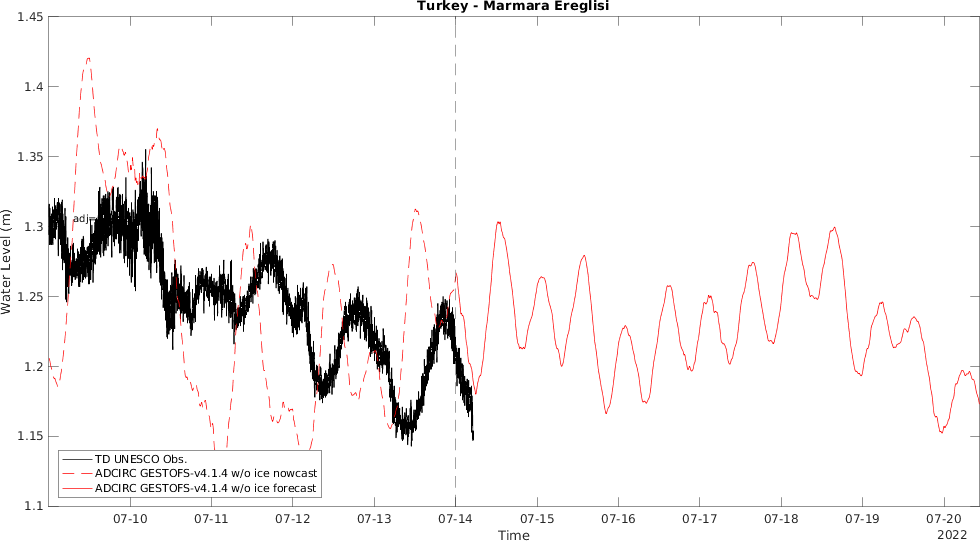 Turkey - Marmara Ereglisi
1.45
1.4
1.35
1.3
1.25
1.2
1.15
1.1
Water Level (m)
adj=
TD UNESCO Obs.
ADCIRC GESTOFS-v4.1.4 w/o ice nowcast
ADCIRC GESTOFS-v4.1.4 w/o ice forecast
07-10 07-11 07-12 07-13 07-14 07-15 07-16 07-17 07-18 07-19 07-20
Time
2022